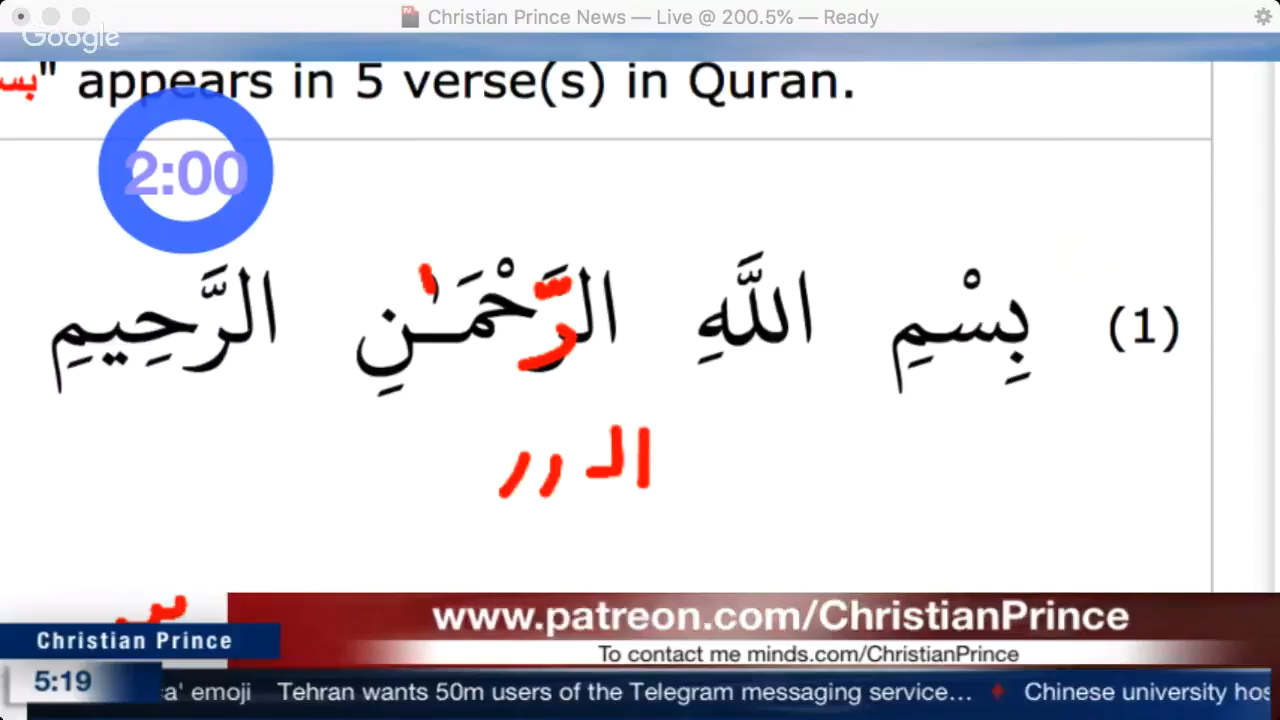 Christian Prince News — Live @ 200.5% — Ready
Google
" appears in 5 verse(s) in Quran.
2:00
(1) بِسْمِ اللَّهِ الرَّحْمَـٰنِ الرَّحِيمِ
الـ رر
www.patreon.com/ChristianPrince
Christian Prince
To contact me minds.com/ChristianPrince
5:19
emoji Tehran wants 50m users of the Telegram messaging service... ♦ Chinese university